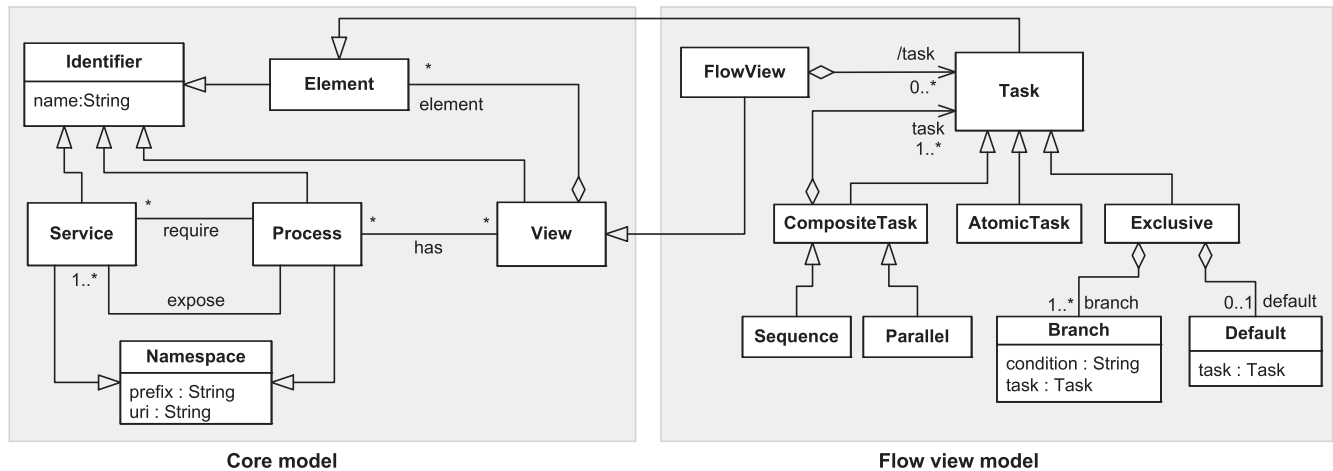 Identifier
name:String
Element
*
element
Service
*
require
Process
*
has
*
View
1..*
expose
Namespace
prefix : String
uri : String
Core model
FlowView
/task
0..*
Task
task
1..*
CompositeTask
AtomicTask
Exclusive
Sequence
Parallel
1..*
branch
0..1
default
Branch
condition : String
task : Task
Default
task : Task
Flow view model